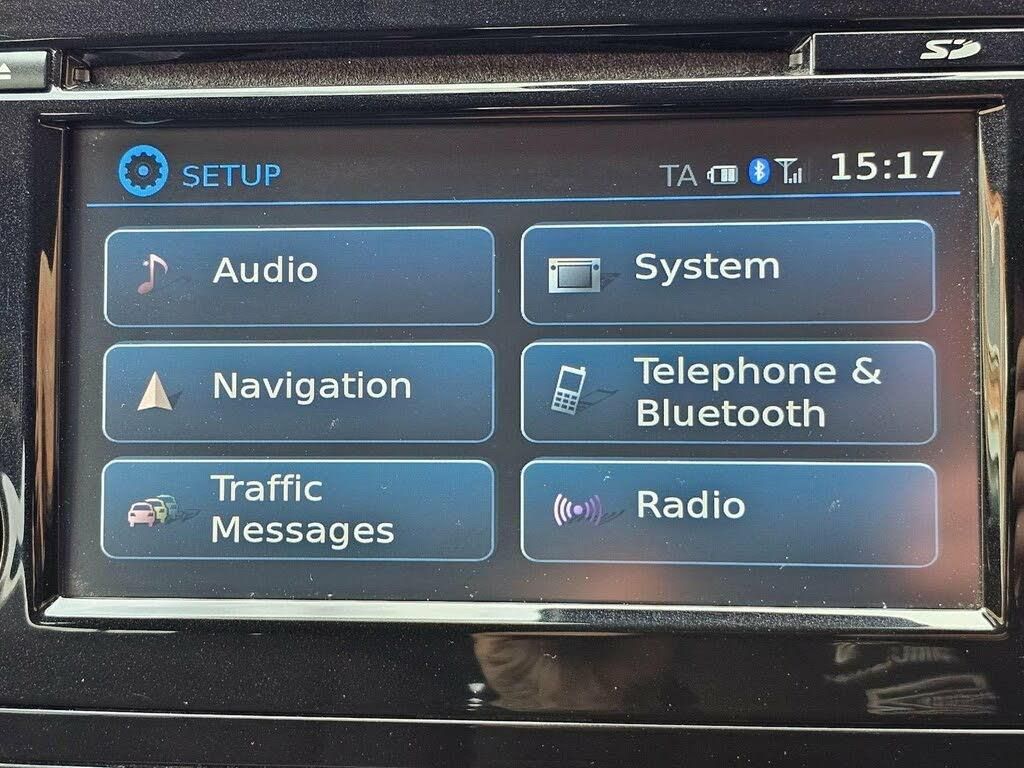 SD
SETUP
TA 15:17
Audio
System
Navigation
Telephone &
Bluetooth
Traffic
Messages
Radio